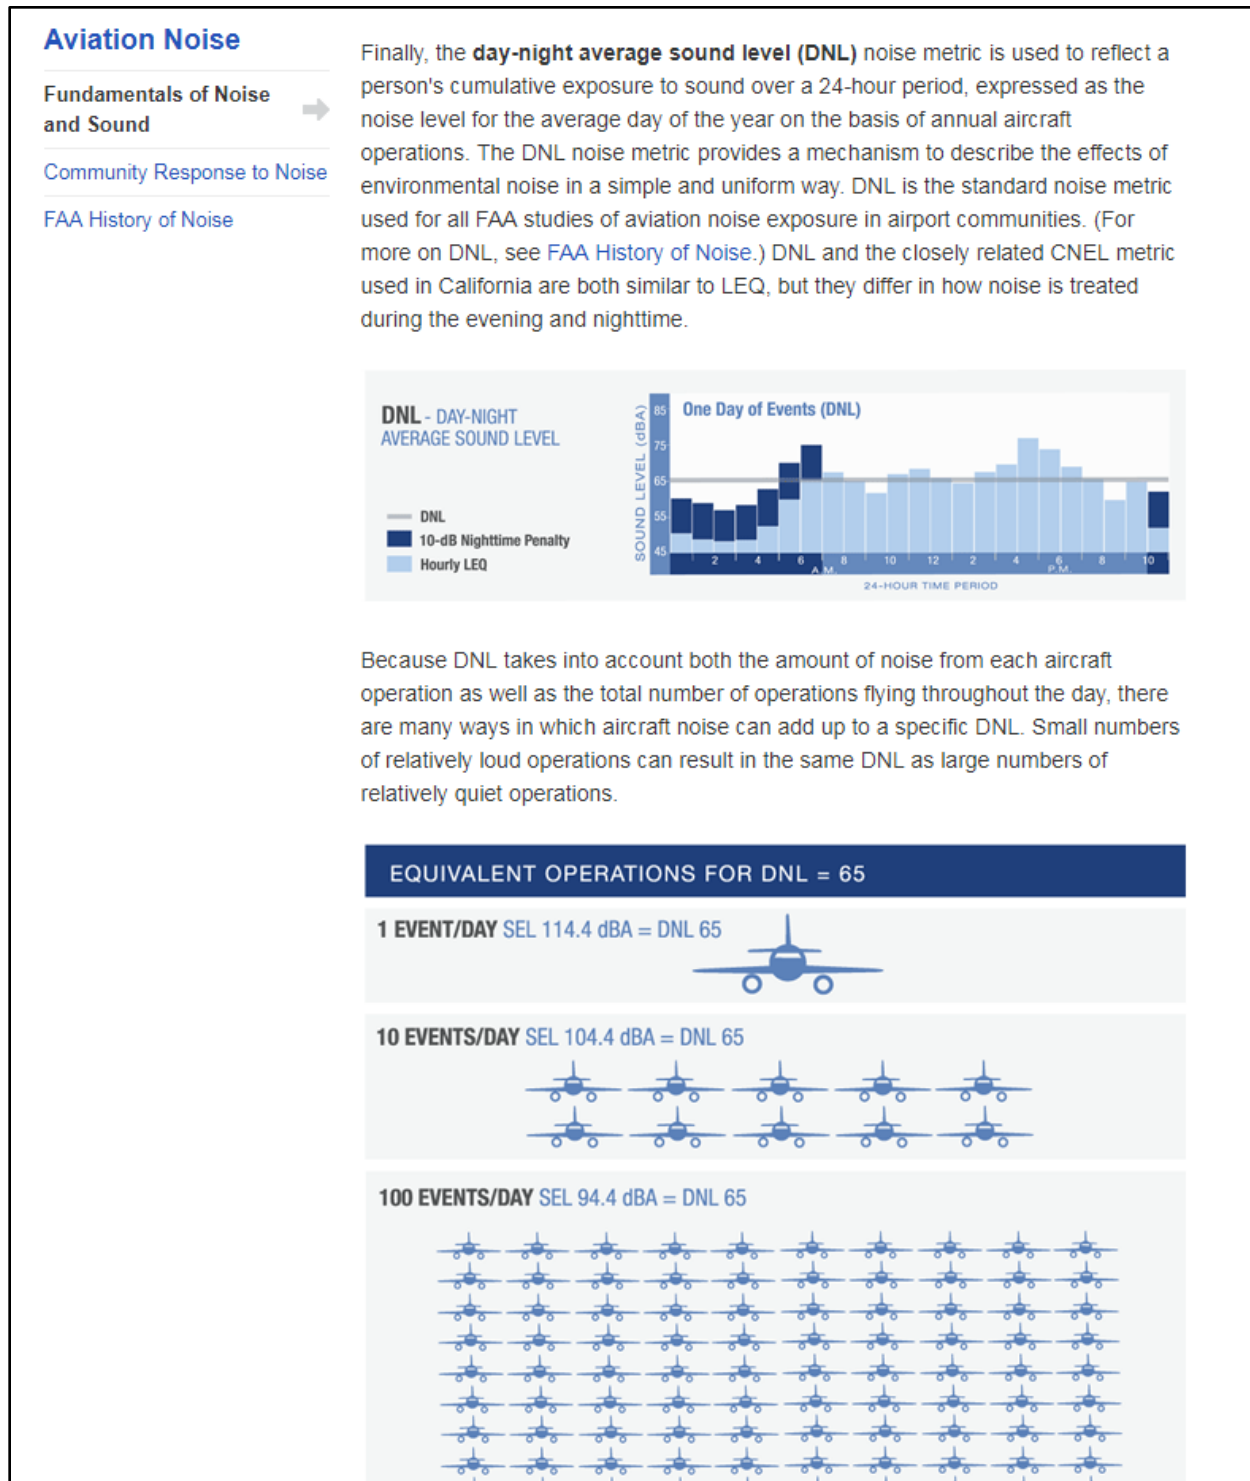 Aviation Noise
Fundamentals of Noise
and Sound
Community Response to Noise
FAA History of Noise
Finally, the day-night average sound level (DNL) noise metric is used to reflect a
person's cumulative exposure to sound over a 24-hour period, expressed as the
noise level for the average day of the year on the basis of annual aircraft
operations. The DNL noise metric provides a mechanism to describe the effects of
environmental noise in a simple and uniform way. DNL is the standard noise metric
used for all FAA studies of aviation noise exposure in airport communities. (For
more on DNL, see FAA History of Noise.) DNL and the closely related CNEL metric
used in California are both similar to LEQ, but they differ in how noise is treated
during the evening and nighttime.
DNL - DAY-NIGHT
AVERAGE SOUND LEVEL
DNL
10-dB Nighttime Penalty
Hourly LEQ
One Day of Events (DNL)
SOUND LEVEL (dBA)
85
75
65
55
45
2 4 6 8 10 12 2 4 6 8 10
A.M. P.M.
24-HOUR TIME PERIOD
Because DNL takes into account both the amount of noise from each aircraft
operation as well as the total number of operations flying throughout the day, there
are many ways in which aircraft noise can add up to a specific DNL. Small numbers
of relatively loud operations can result in the same DNL as large numbers of
relatively quiet operations.
EQUIVALENT OPERATIONS FOR DNL = 65
1 EVENT/DAY SEL 114.4 dBA = DNL 65
10 EVENTS/DAY SEL 104.4 dBA = DNL 65
100 EVENTS/DAY SEL 94.4 dBA = DNL 65